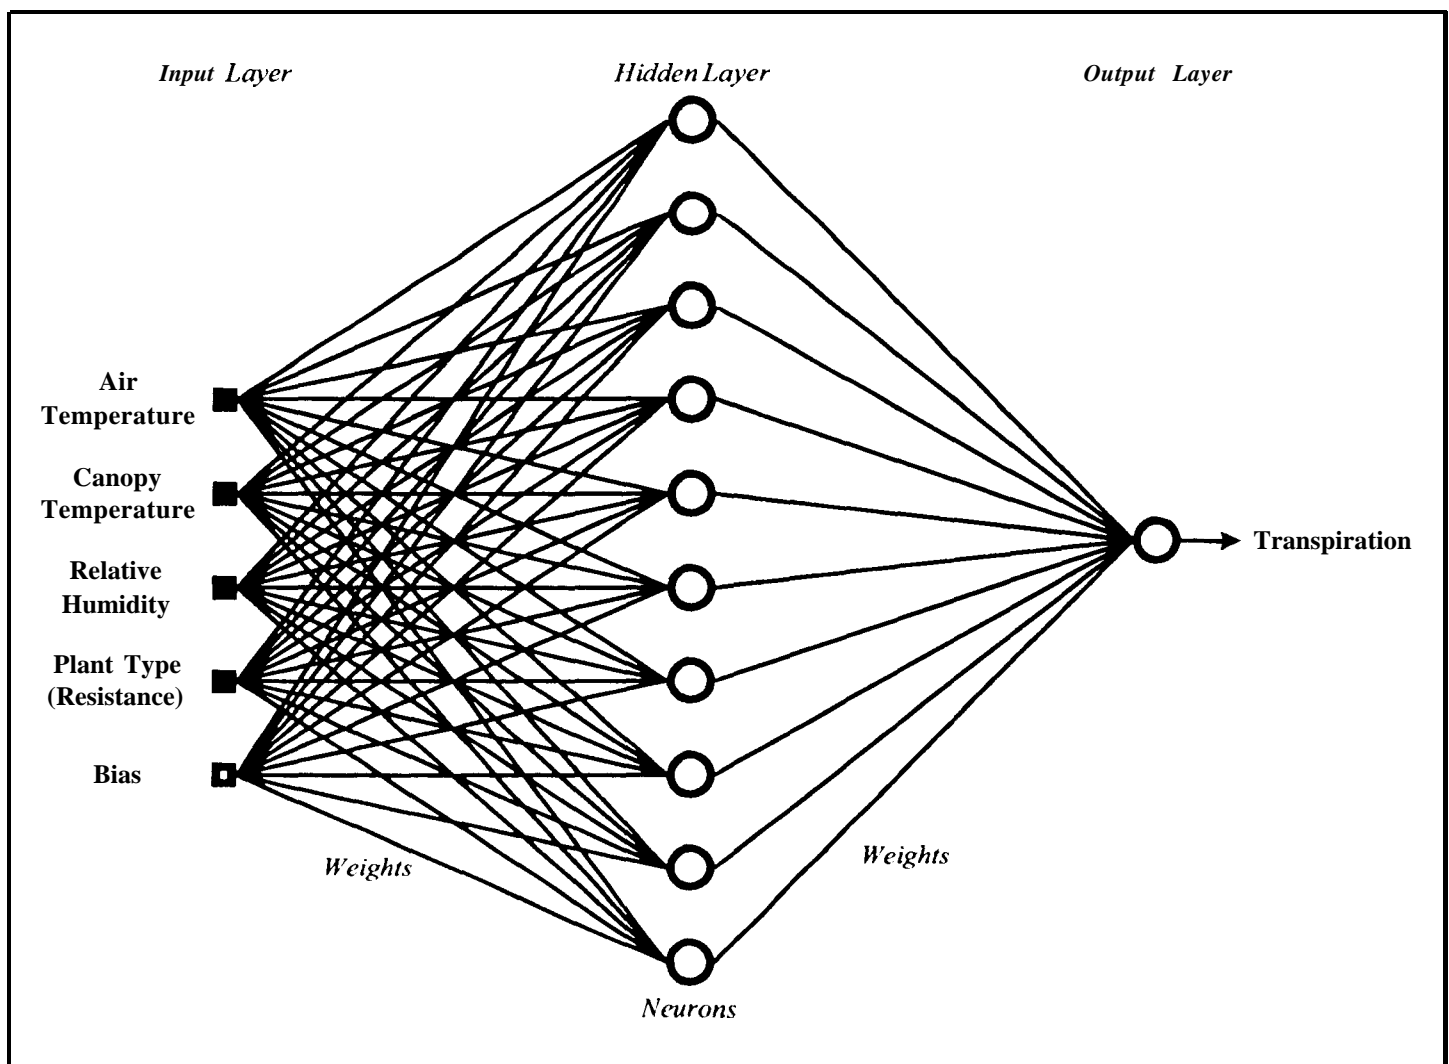 Input Layer
Hidden Layer
Output Layer
Air
Temperature
Canopy
Temperature
Relative
Humidity
Plant Type
(Resistance)
Bias
Transpiration
Weights
Weights
Neurons